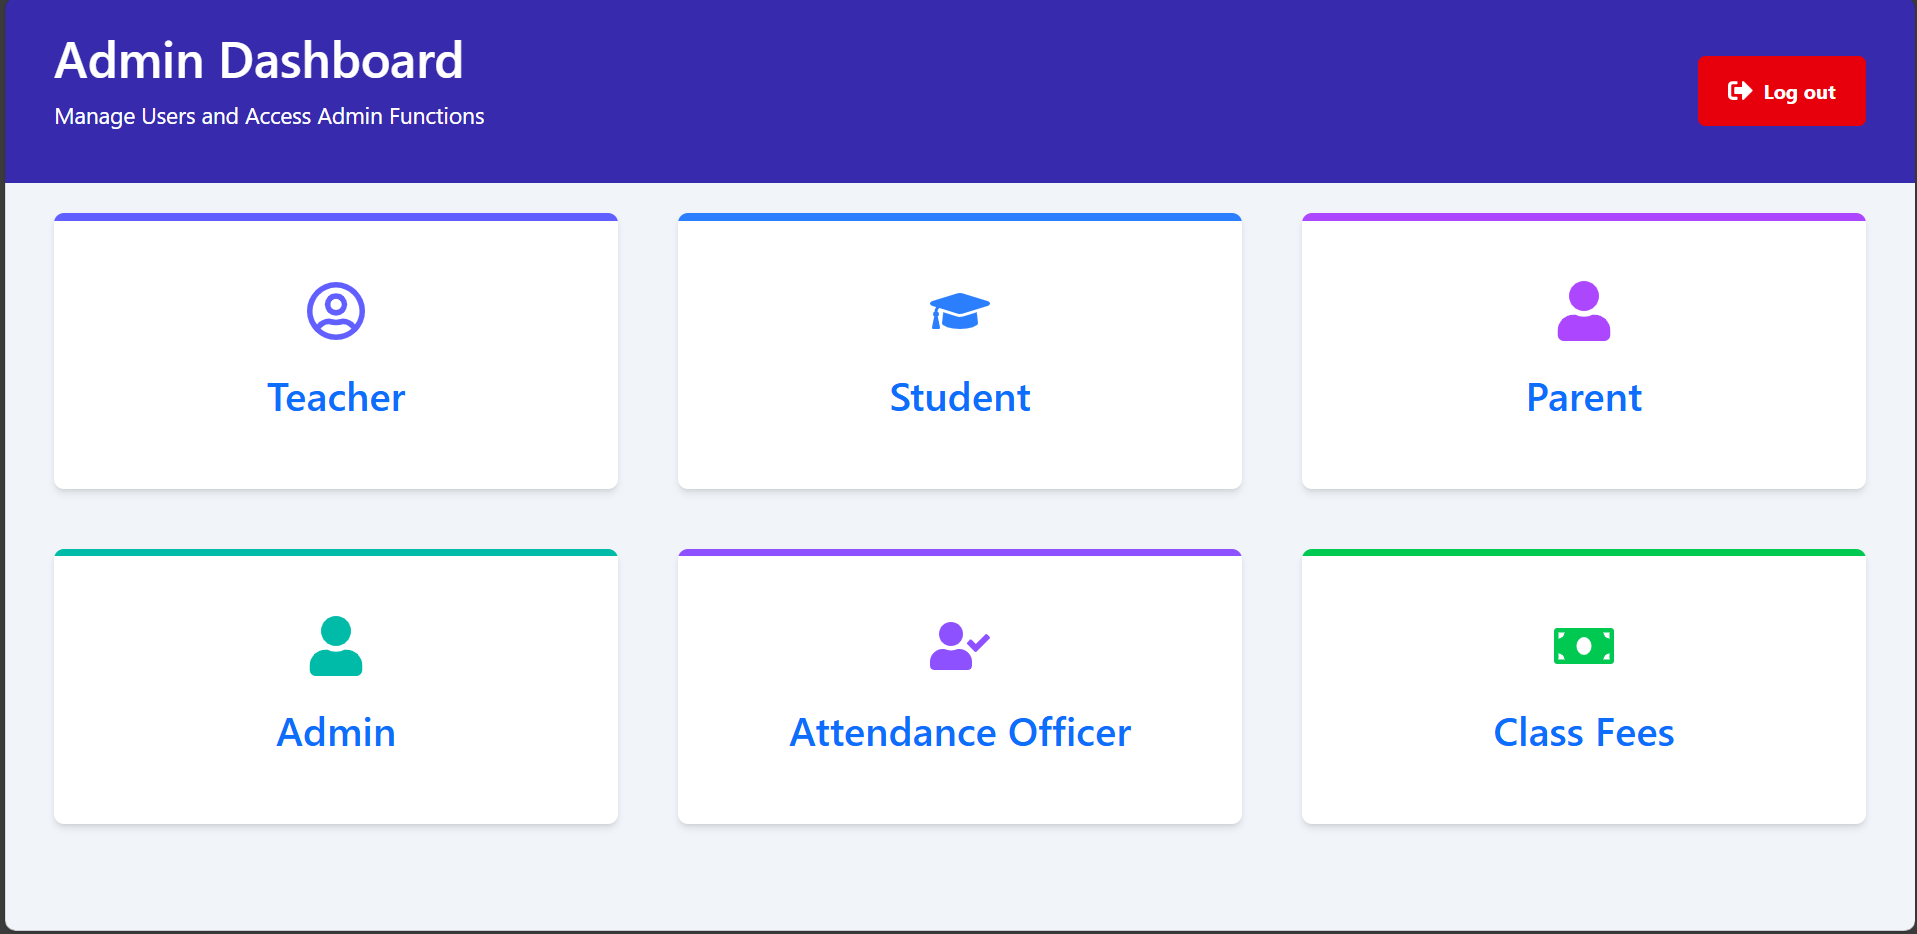 Admin Dashboard
Manage Users and Access Admin Functions
Log out
Teacher
Student
Parent
Admin
Attendance Officer
Class Fees